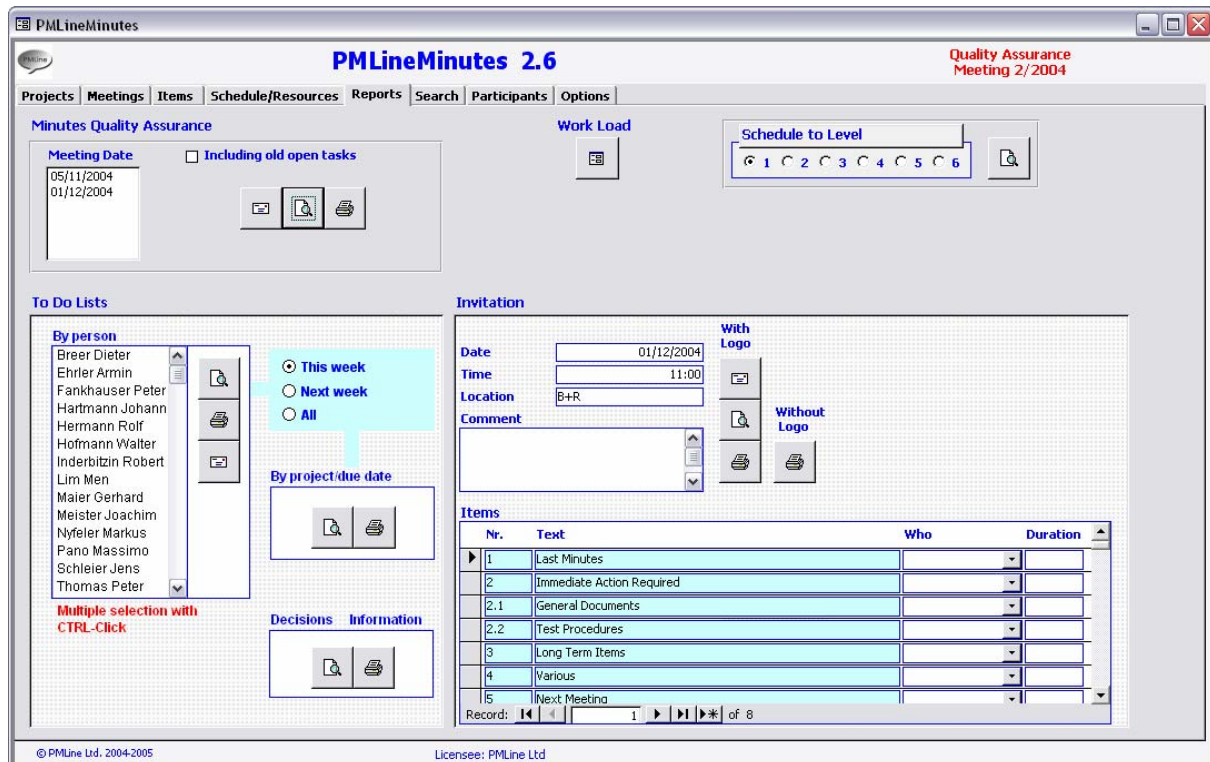 PMLineMinutes
PMLine
PMLineMinutes 2.6
Quality Assurance
Meeting 2/2004
Projects Meetings Items Schedule/Resources Reports Search Participants Options
Minutes Quality Assurance
Meeting Date
Including old open tasks
05/11/2004
01/12/2004
Work Load
Schedule to Level
1 2 3 4 5 6
To Do Lists
By person
Breer Dieter
Ehrler Armin
Fankhauser Peter
Hartmann Johann
Hermann Rolf
Hofmann Walter
Inderbitzin Robert
Lim Men
Maier Gerhard
Meister Joachim
Nyfeler Markus
Pano Massimo
Schleier Jens
Thomas Peter
Multiple selection with
CTRL-Click
This week
Next week
All
By project/due date
Decisions Information
Invitation
Date 01/12/2004
Time 11:00
Location B+R
Comment
With
Logo
Without
Logo
Items
Nr. Text Who Duration
1 Last Minutes
2 Immediate Action Required
2.1 General Documents
2.2 Test Procedures
3 Long Term Items
4 Various
5 Next Meeting
Record: 1 of 8
© PMLine Ltd. 2004-2005
Licensee: PMLine Ltd